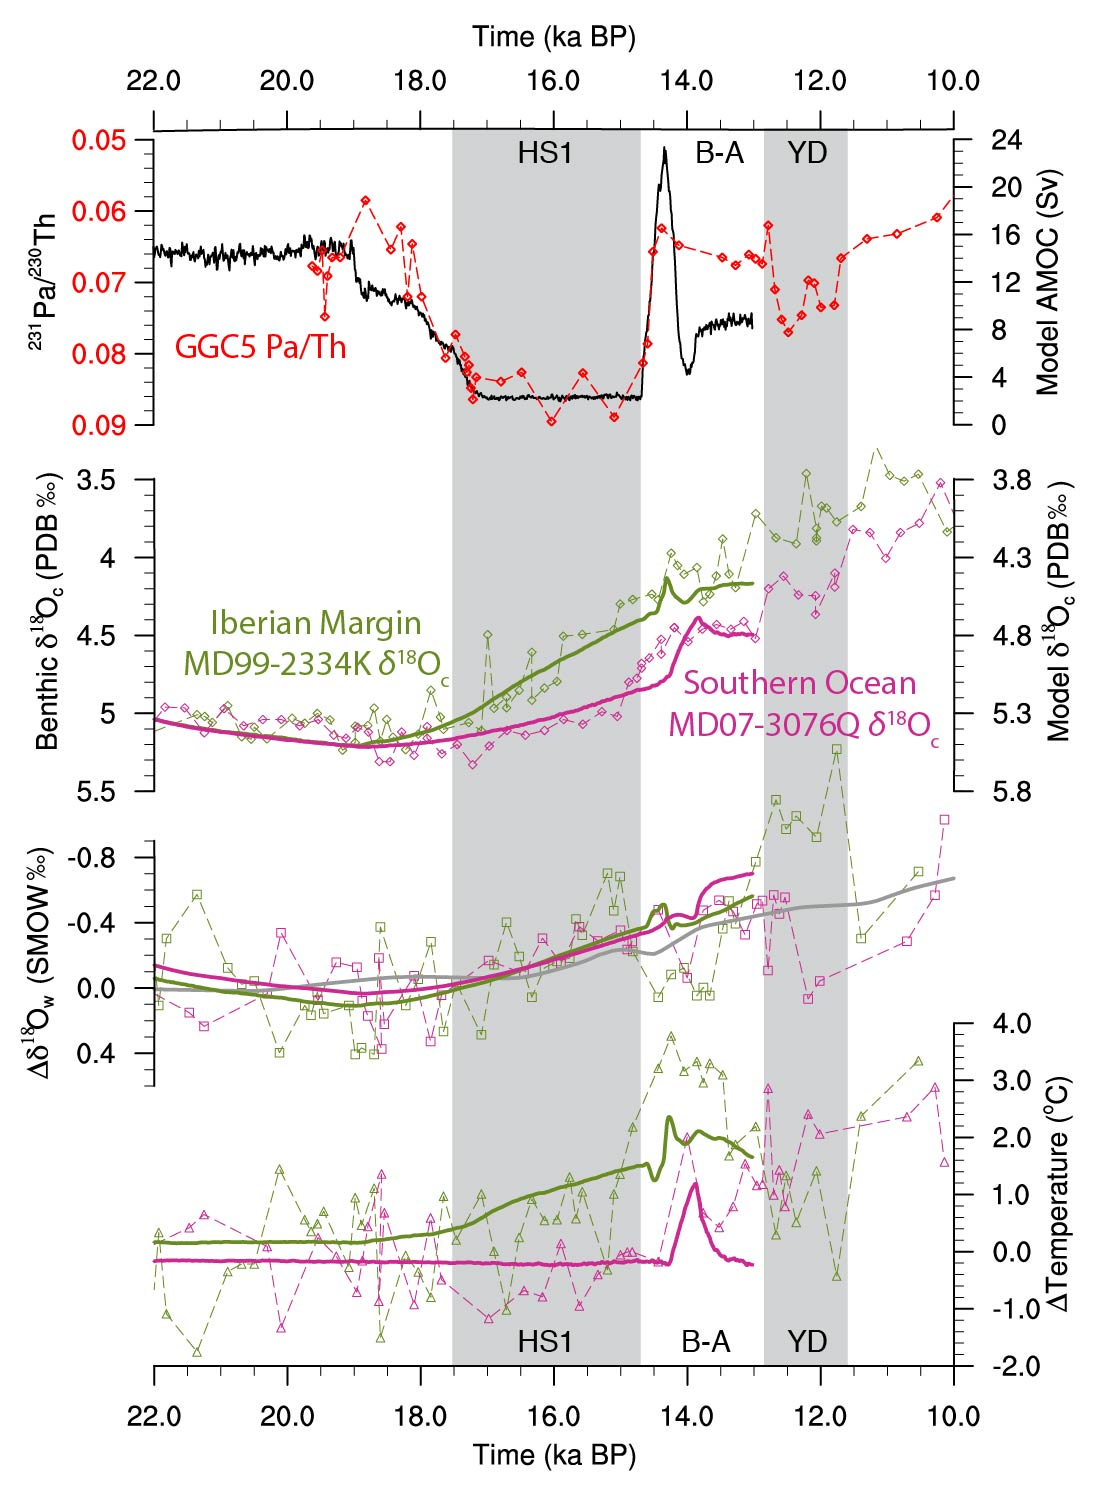 Time (ka BP)
22.0 20.0 18.0 16.0 14.0 12.0 10.0
HS1 B-A YD
0.05
0.06
0.07
0.08
0.09
²³¹Pa/²³⁰Th
GGC5 Pa/Th
24
20
16
12
8
4
0
Model AMOC (Sv)
3.5
4
4.5
5
5.5
Benthic δ¹⁸Oc (PDB‰)
Iberian Margin
MD99-2334K δ¹⁸Oc
3.8
4.3
4.8
5.3
5.8
Model δ¹⁸Oc (PDB‰)
Southern Ocean
MD07-3076Q δ¹⁸Oc
-0.8
-0.4
0.0
0.4
Δδ¹⁸Ow (SMOW‰)
4.0
3.0
2.0
1.0
0.0
-1.0
-2.0
ΔTemperature (°C)
HS1 B-A YD
22.0 20.0 18.0 16.0 14.0 12.0 10.0
Time (ka BP)